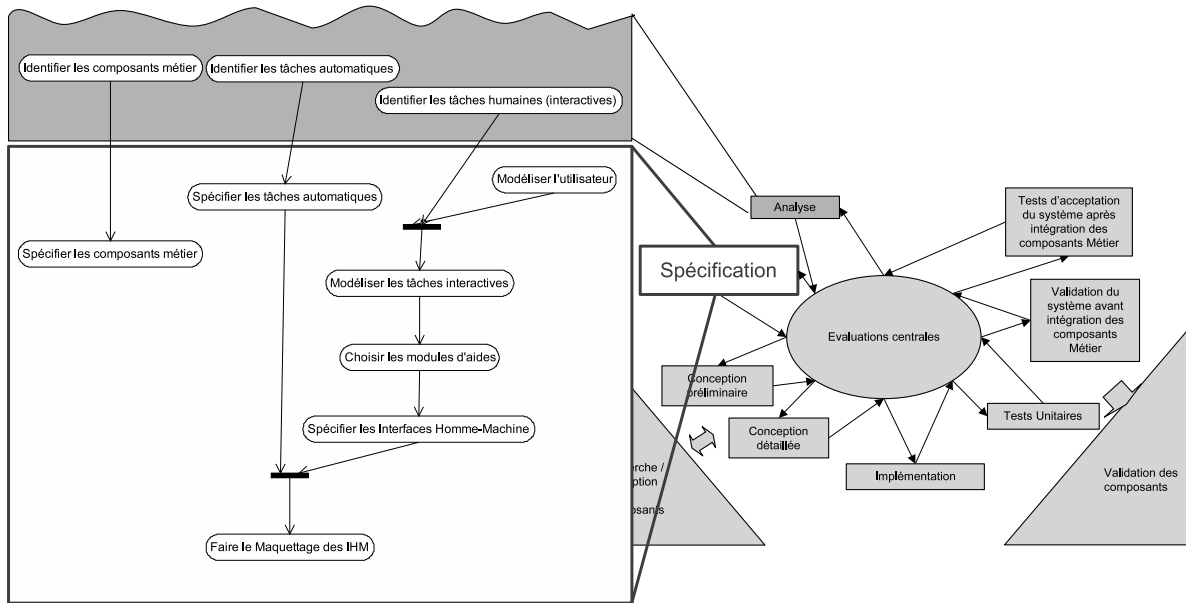 Identifier les composants métier
Identifier les tâches automatiques
Identifier les tâches humaines (interactives)
Modéliser l'utilisateur
Spécifier les tâches automatiques
Spécifier les composants métier
Modéliser les tâches interactives
Choisir les modules d'aides
Spécifier les Interfaces Homme-Machine
Faire le Maquettage des IHM
Analyse
Spécification
Evaluations centrales
Tests d'acceptation
du système après
intégration des
composants Métier
Validation du
système avant
intégration des
composants
Métier
Conception
préliminaire
Conception
détaillée
Implémentation
Tests Unitaires
erche /
ption
osants
Validation des
composants